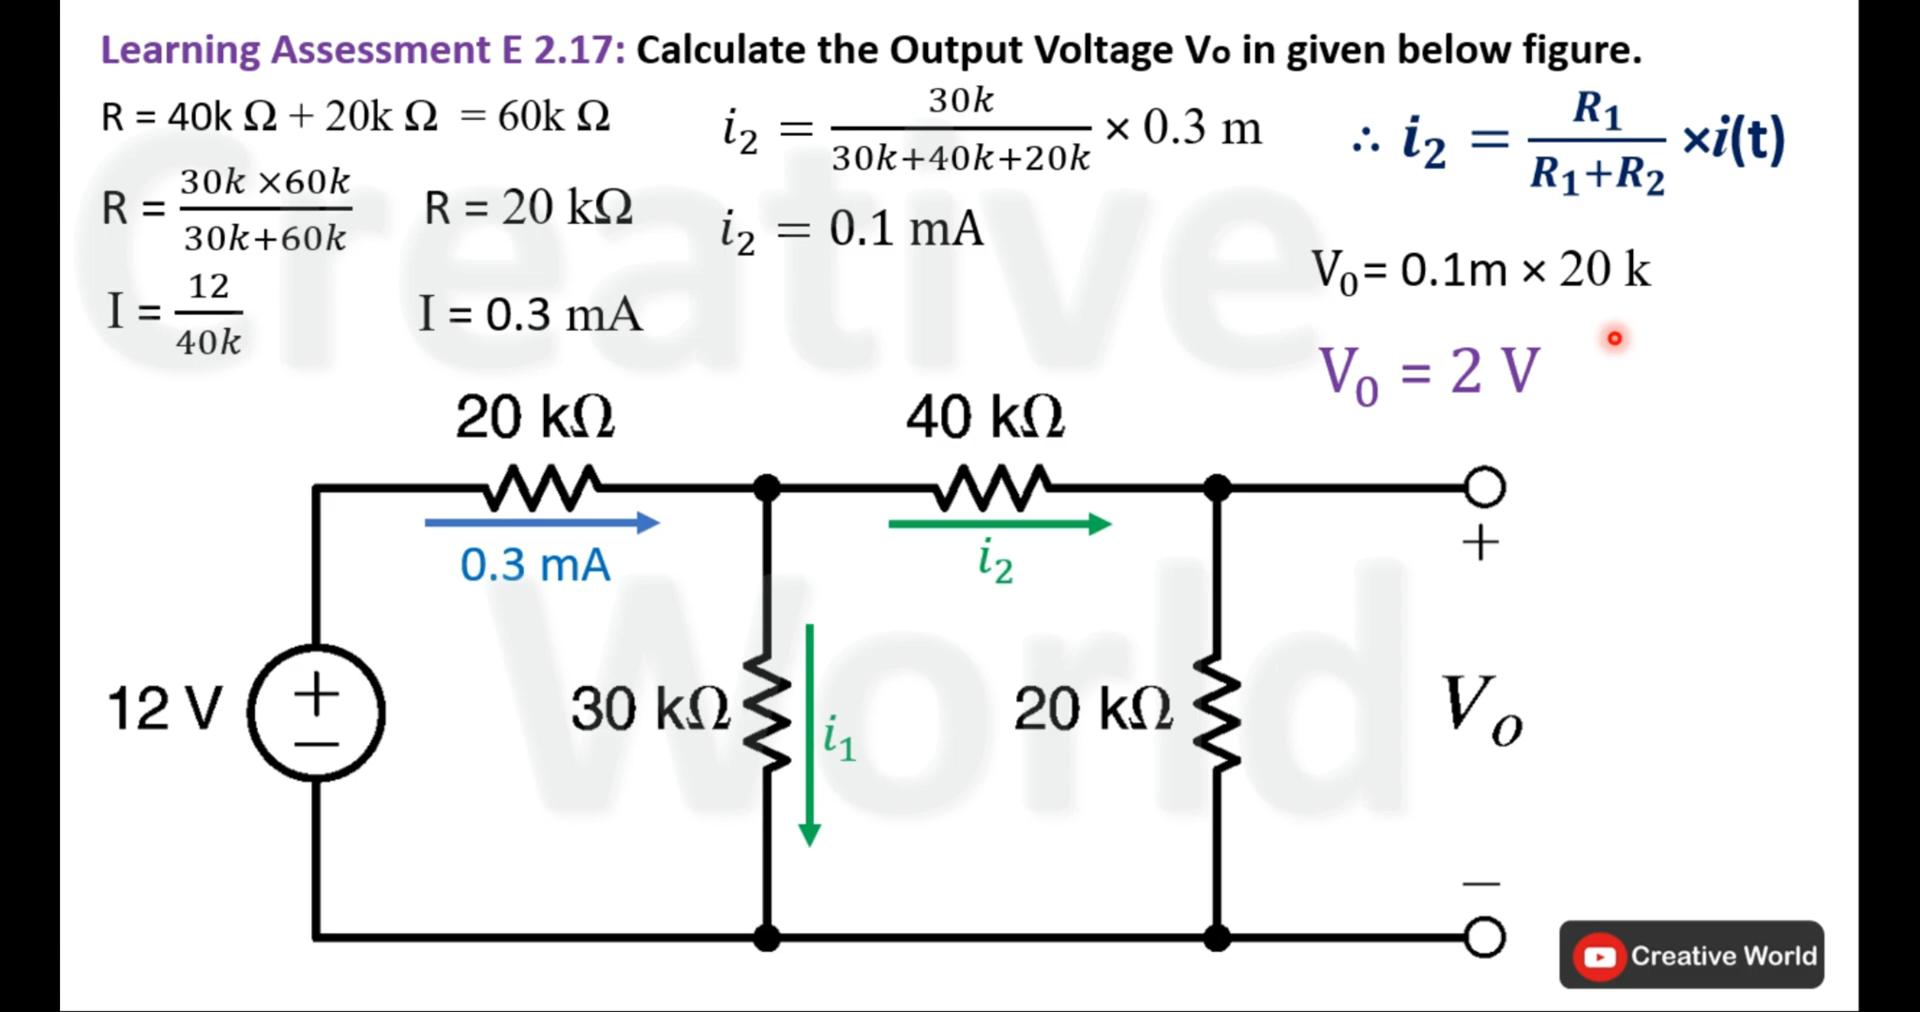 Learning Assessment E 2.17: Calculate the Output Voltage Vo in given below figure.
R = 40k Ω + 20k Ω = 60k Ω
i₂ = 30k / 30k+40k+20k × 0.3 m
∴ i₂ = R₁ / R₁+R₂ ×i(t)
R = 30k ×60k / 30k+60k
R = 20 kΩ
i₂ = 0.1 mA
V₀= 0.1m × 20 k
I = 12 / 40k
I = 0.3 mA
V₀ = 2 V
20 kΩ
40 kΩ
0.3 mA
i₂
+
12 V
+
−
30 kΩ
i₁
20 kΩ
Vo
−
Creative World
Creative
World